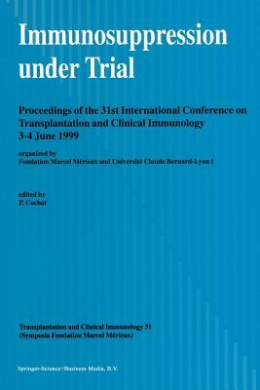 Immunosuppression
under Trial
Proceedings of the 31st International Conference on
Transplantation and Clinical Immunology
3-4 June 1999
organized by
Fondation Marcel Mérieux and Université Claude Bernard-Lyon I
edited by
P. Cochat
Transplantation and Clinical Immunology 31
(Symposia Fondation Marcel Mérieux)
Springer-Science+Business Media, B.V.